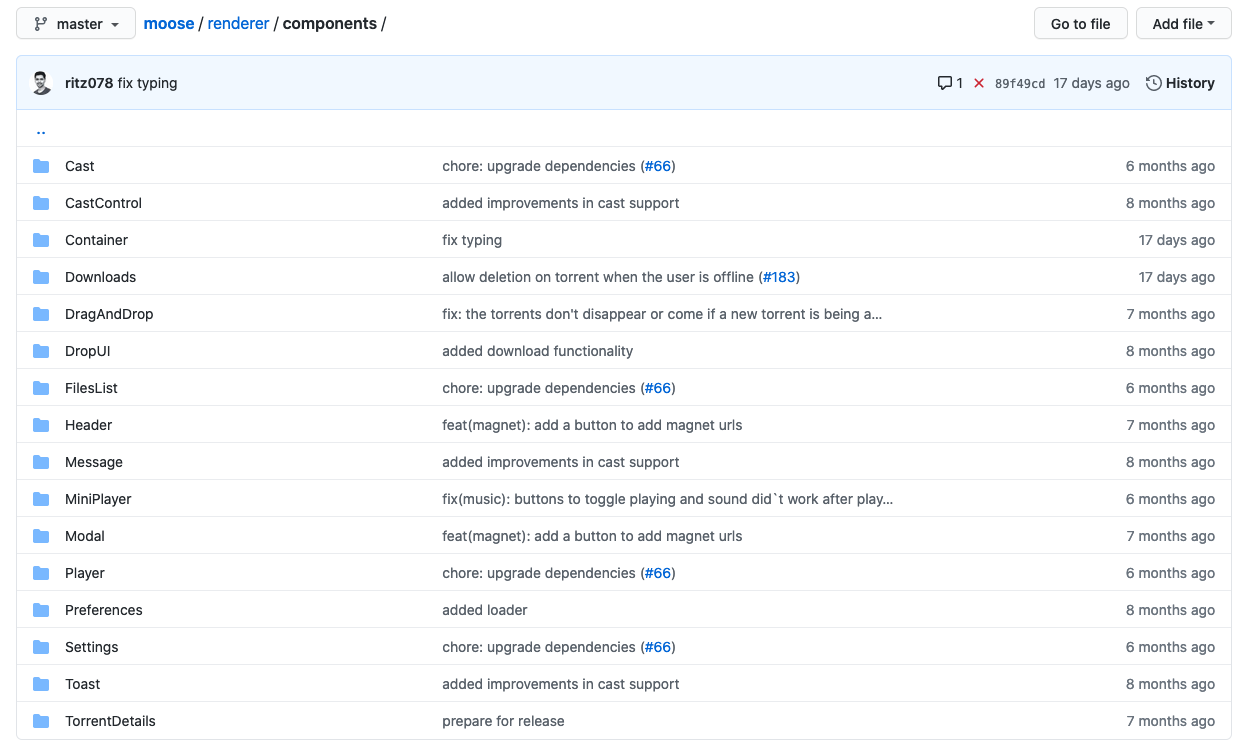 master moose / renderer / components / Go to file Add file
ritz078 fix typing 1 89f49cd 17 days ago History
..
Cast chore: upgrade dependencies (#66) 6 months ago
CastControl added improvements in cast support 8 months ago
Container fix typing 17 days ago
Downloads allow deletion on torrent when the user is offline (#183) 17 days ago
DragAndDrop fix: the torrents don't disappear or come if a new torrent is being a... 7 months ago
DropUI added download functionality 8 months ago
FilesList chore: upgrade dependencies (#66) 6 months ago
Header feat(magnet): add a button to add magnet urls 7 months ago
Message added improvements in cast support 8 months ago
MiniPlayer fix(music): buttons to toggle playing and sound did`t work after play... 6 months ago
Modal feat(magnet): add a button to add magnet urls 7 months ago
Player chore: upgrade dependencies (#66) 6 months ago
Preferences added loader 8 months ago
Settings chore: upgrade dependencies (#66) 6 months ago
Toast added improvements in cast support 8 months ago
TorrentDetails prepare for release 7 months ago